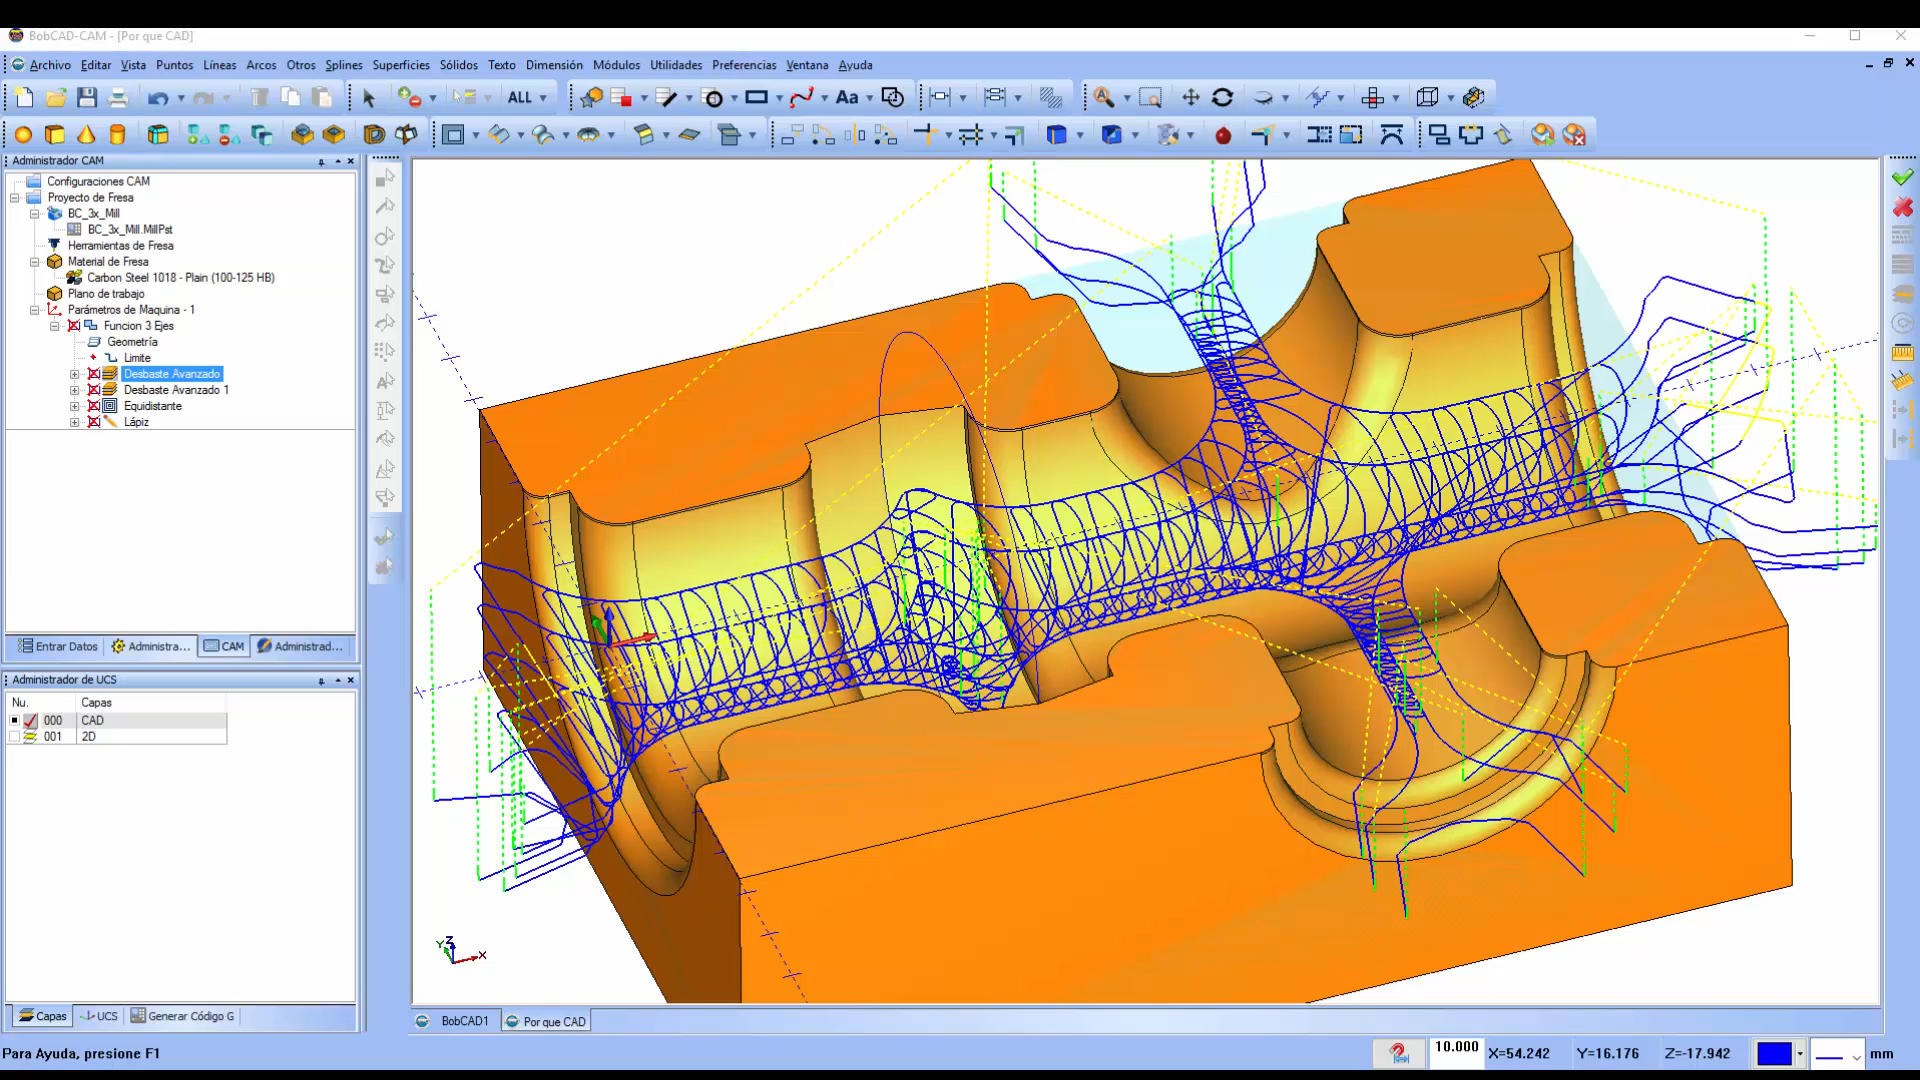 BobCAD-CAM - [Por que CAD]
Archivo Editar Vista Puntos Líneas Arcos Otros Splines Superficies Sólidos Texto Dimensión Módulos Utilidades Preferencias Ventana Ayuda
ALL
Aa
Administrador CAM
Configuraciones CAM
Proyecto de Fresa
BC_3x_Mill
BC_3x_Mill.MillPst
Herramientas de Fresa
Material de Fresa
Carbon Steel 1018 - Plain (100-125 HB)
Plano de trabajo
Parámetros de Maquina - 1
Funcion 3 Ejes
Geometría
Limite
Desbaste Avanzado
Desbaste Avanzado 1
Equidistante
Lápiz
Entrar Datos Administra... CAM Administrad...
Administrador de UCS
Nu. Capas
000 CAD
001 2D
Z
Y
X
Capas UCS Generar Código G
BobCAD1 Por que CAD
Para Ayuda, presione F1 10.000 X=54.242 Y=16.176 Z=-17.942 mm